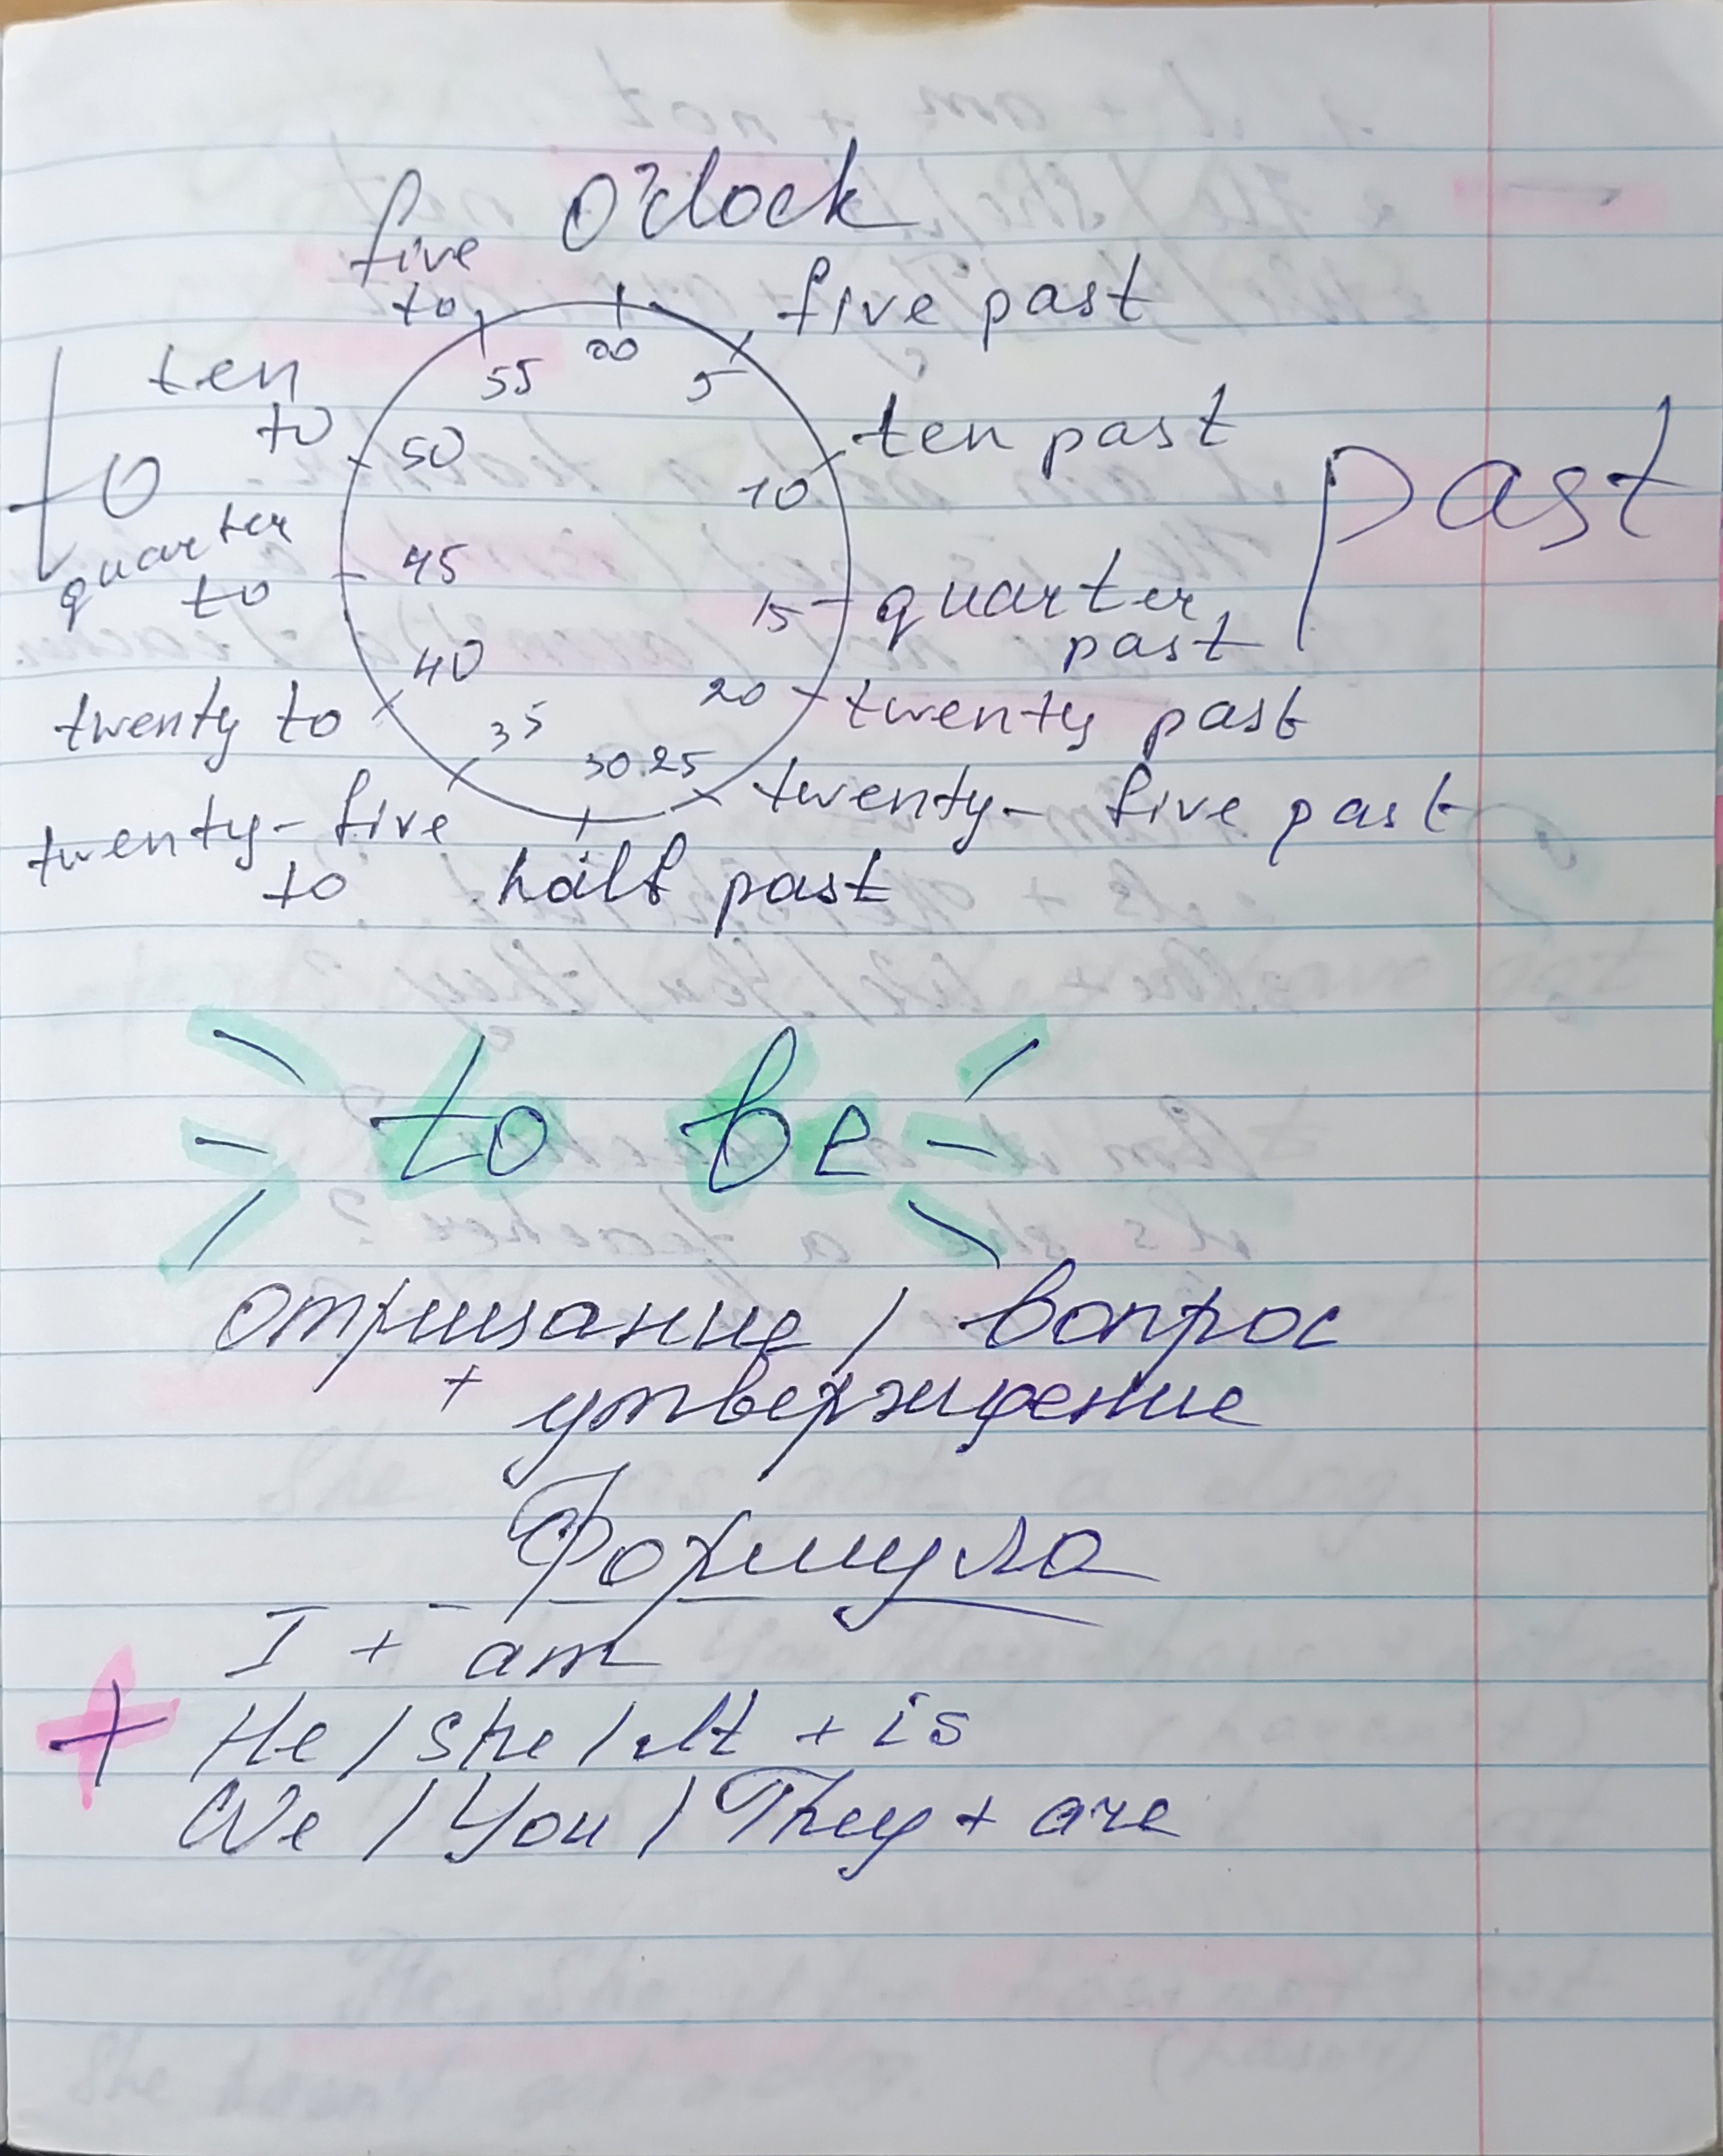 O'clock
five
to
five past
00
55
5
ten
to
50
ten past
10
to
past
quarter
to
45
15
quarter
past
40
20
twenty to
twenty past
35
30
25
twenty-five
to
twenty-five past
half past
to be
отрицание / вопрос
+ утверждение
Формула
I + am
+ He / She / It + is
We / You / They + are